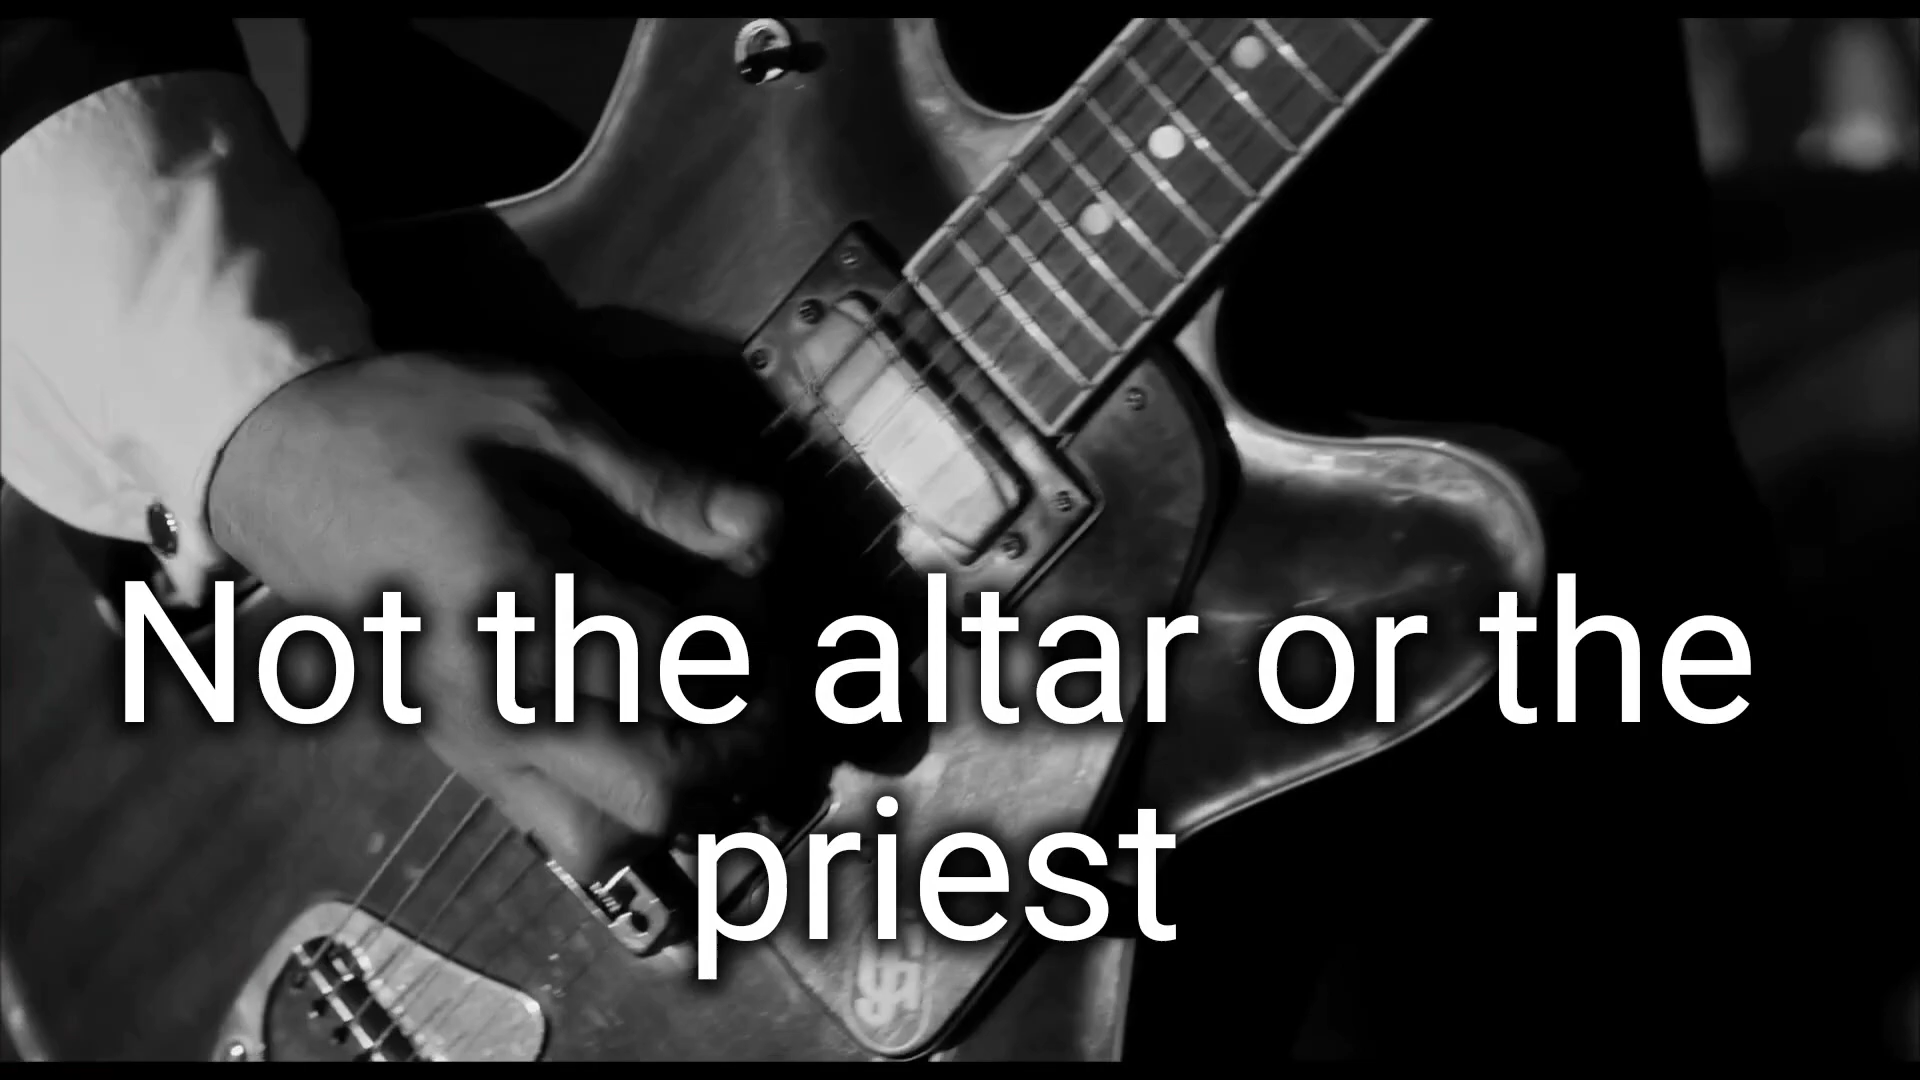 Not the altar or the
priest